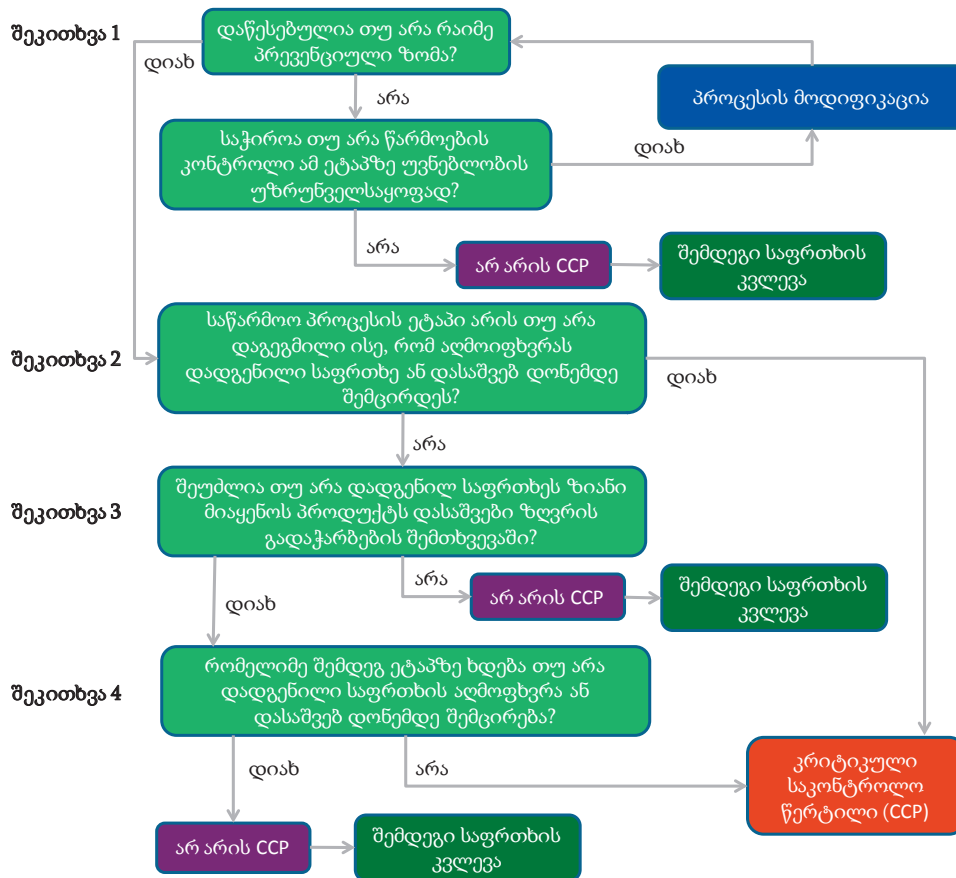 შეკითხვა 1
დაწესებულია თუ არა რაიმე
პრევენციული ზომა?
დიახ
არა
პროცესის მოდიფიკაცია
საჭიროა თუ არა წარმოების
კონტროლი ამ ეტაპზე უვნებლობის
უზრუნველსაყოფად?
დიახ
არა
არ არის CCP
შემდეგი საფრთხის
კვლევა
შეკითხვა 2
საწარმოო პროცესის ეტაპი არის თუ არა
დაგეგმილი ისე, რომ აღმოიფხვრას
დადგენილი საფრთხე ან დასაშვებ დონემდე
შემცირდეს?
დიახ
არა
შეკითხვა 3
შეუძლია თუ არა დადგენილ საფრთხეს ზიანი
მიაყენოს პროდუქტს დასაშვები ზღვრის
გადაჭარბების შემთხვევაში?
არა
არ არის CCP
შემდეგი საფრთხის
კვლევა
დიახ
შეკითხვა 4
რომელიმე შემდეგ ეტაპზე ხდება თუ არა
დადგენილი საფრთხის აღმოფხვრა ან
დასაშვებ დონემდე შემცირება?
დიახ
არა
კრიტიკული
საკონტროლო
წერტილი (CCP)
არ არის CCP
შემდეგი საფრთხის
კვლევა